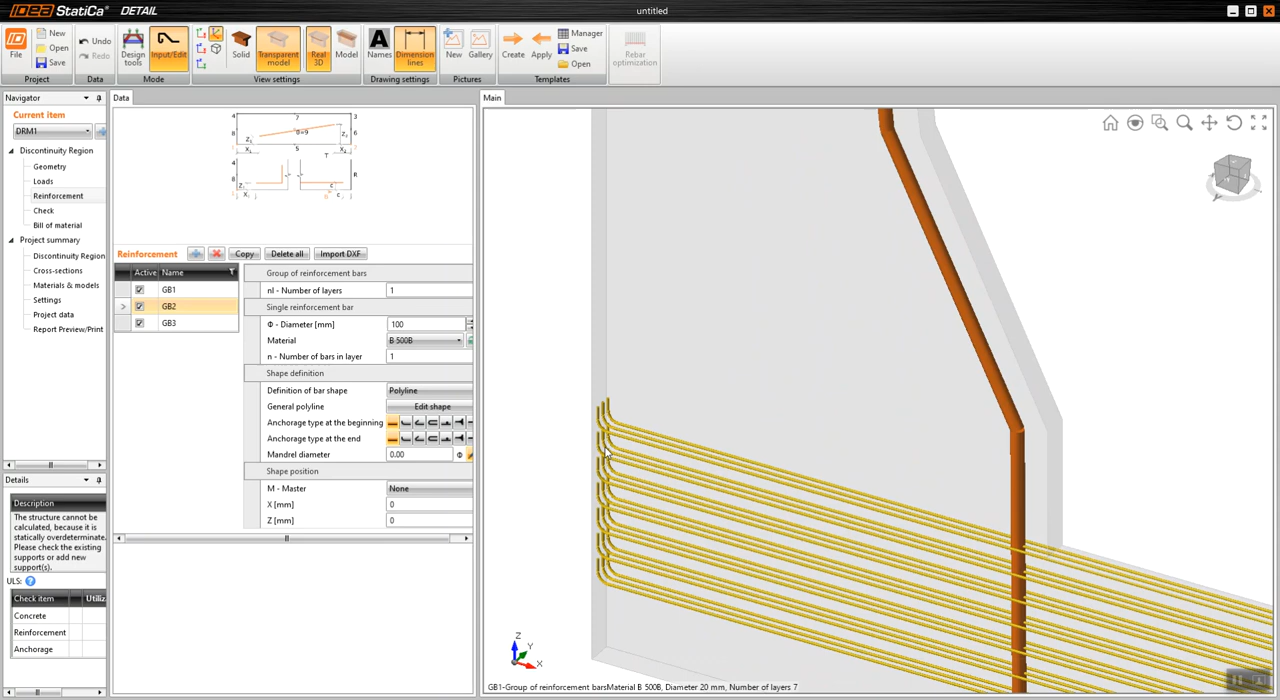 IDEA StatiCa® DETAIL
untitled
File
New
Open
Save
Project
Undo
Redo
Data
Design tools
Input/Edit
Mode
Solid
Transparent model
Real 3D
Model
View settings
Names
Dimension lines
Drawing settings
New
Gallery
Pictures
Create
Apply
Manager
Save
Open
Templates
Rebar optimization
Navigator
Current item
DRM1
Discontinuity Region
Geometry
Loads
Reinforcement
Check
Bill of material
Project summary
Discontinuity Region
Cross-sections
Materials & models
Settings
Project data
Report Preview/Print
Details
Description
The structure cannot be
calculated, because it is
statically overdeterminate.
Please check the existing
supports or add new
support(s).
ULS:
Check item
Utiliz
Concrete
Reinforcement
Anchorage
Data
Reinforcement
Copy
Delete all
Import DXF
Active
Name
GB1
GB2
GB3
Group of reinforcement bars
nl - Number of layers 1
Single reinforcement bar
Φ - Diameter [mm] 100
Material B 500B
n - Number of bars in layer 1
Shape definition
Definition of bar shape Polyline
General polyline Edit shape
Anchorage type at the beginning
Anchorage type at the end
Mandrel diameter 0.00 Φ
Shape position
M - Master None
X [mm] 0
Z [mm] 0
Main
Z
Y
X
GB1-Group of reinforcement barsMaterial B 500B, Diameter 20 mm, Number of layers 7